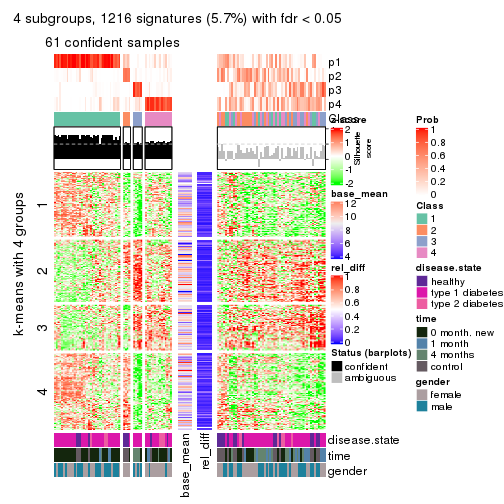 4 subgroups, 1216 signatures (5.7%) with fdr < 0.05
61 confident samples
p1
p2
p3
p4
Class
z-score
2
1
0
-1
-2
Silhouette
score
k-means with 4 groups
1
2
3
4
base_mean
12
10
8
6
4
rel_diff
1
0.8
0.6
0.4
0.2
0
Status (barplots)
confident
ambiguous
disease.state
time
gender
base_mean
rel_diff
Prob
1
0.8
0.6
0.4
0.2
0
Class
1
2
3
4
disease.state
healthy
type 1 diabetes
type 2 diabetes
time
0 month. new
1 month
4 months
control
gender
female
male